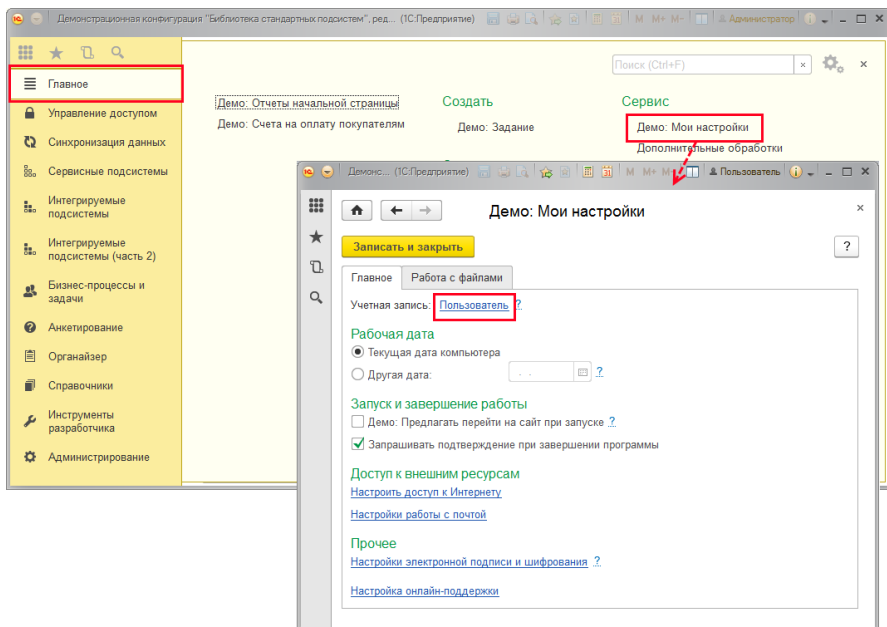 Демонстрационная конфигурация "Библиотека стандартных подсистем", ред... (1С:Предприятие)
M M+ M-
Администратор
Поиск (Ctrl+F)
Главное
Управление доступом
Синхронизация данных
Сервисные подсистемы
Интегрируемые
подсистемы
Интегрируемые
подсистемы (часть 2)
Бизнес-процессы и
задачи
Анкетирование
Органайзер
Справочники
Инструменты
разработчика
Администрирование
Демо: Отчеты начальной страницы
Демо: Счета на оплату покупателям
Создать
Демо: Задание
Сервис
Демо: Мои настройки
Дополнительные обработки
Демонс... (1С:Предприятие)
31
M M+ M-
Пользователь
Демо: Мои настройки
Записать и закрыть
?
Главное
Работа с файлами
Учетная запись: Пользователь ?
Рабочая дата
Текущая дата компьютера
Другая дата: . . ?
Запуск и завершение работы
Демо: Предлагать перейти на сайт при запуске ?
Запрашивать подтверждение при завершении программы
Доступ к внешним ресурсам
Настроить доступ к Интернету
Настройки работы с почтой
Прочее
Настройки электронной подписи и шифрования ?
Настройка онлайн-поддержки